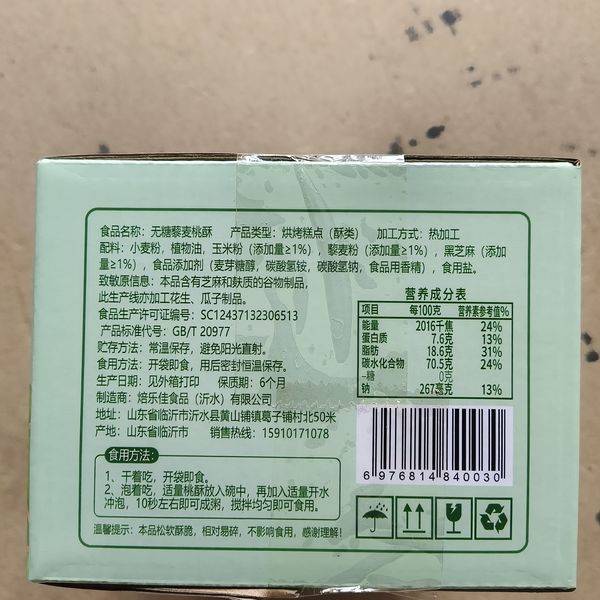 食品名称：无糖藜麦桃酥 产品类型：烘烤糕点（酥类） 加工方式：热加工
配料：小麦粉，植物油，玉米粉（添加量≥1%），藜麦粉（添加量≥1%），黑芝麻（添加
量≥1%），食品添加剂（麦芽糖醇，碳酸氢铵，碳酸氢钠，食品用香精），食用盐。
致敏原信息：本品含有芝麻和麸质的谷物制品，
此生产线亦加工花生、瓜子制品。
食品生产许可证编号：SC12437132306513
产品标准代号：GB/T 20977
贮存方法：常温保存，避免阳光直射。
食用方法：开袋即食，用后密封恒温保存。
生产日期：见外箱打印 保质期：6个月
制造商：焙乐佳食品（沂水）有限公司
地址：山东省临沂市沂水县黄山铺镇葛子铺村北50米
产地：山东省临沂市 销售热线：15910171078
食用方法：
1、干着吃，开袋即食。
2、泡着吃，适量桃酥放入碗中，再加入适量开水
冲泡，10秒左右即可成粥，搅拌均匀即可食用。
温馨提示：本品松软酥脆，相对易碎，不影响食用，感谢理解！
营养成分表
项目 每100克 营养素参考值%
能量 2016千焦 24%
蛋白质 7.6克 13%
脂肪 18.6克 31%
碳水化合物 70.5克 24%
-糖 0克
钠 267毫克 13%
6 976814 840030